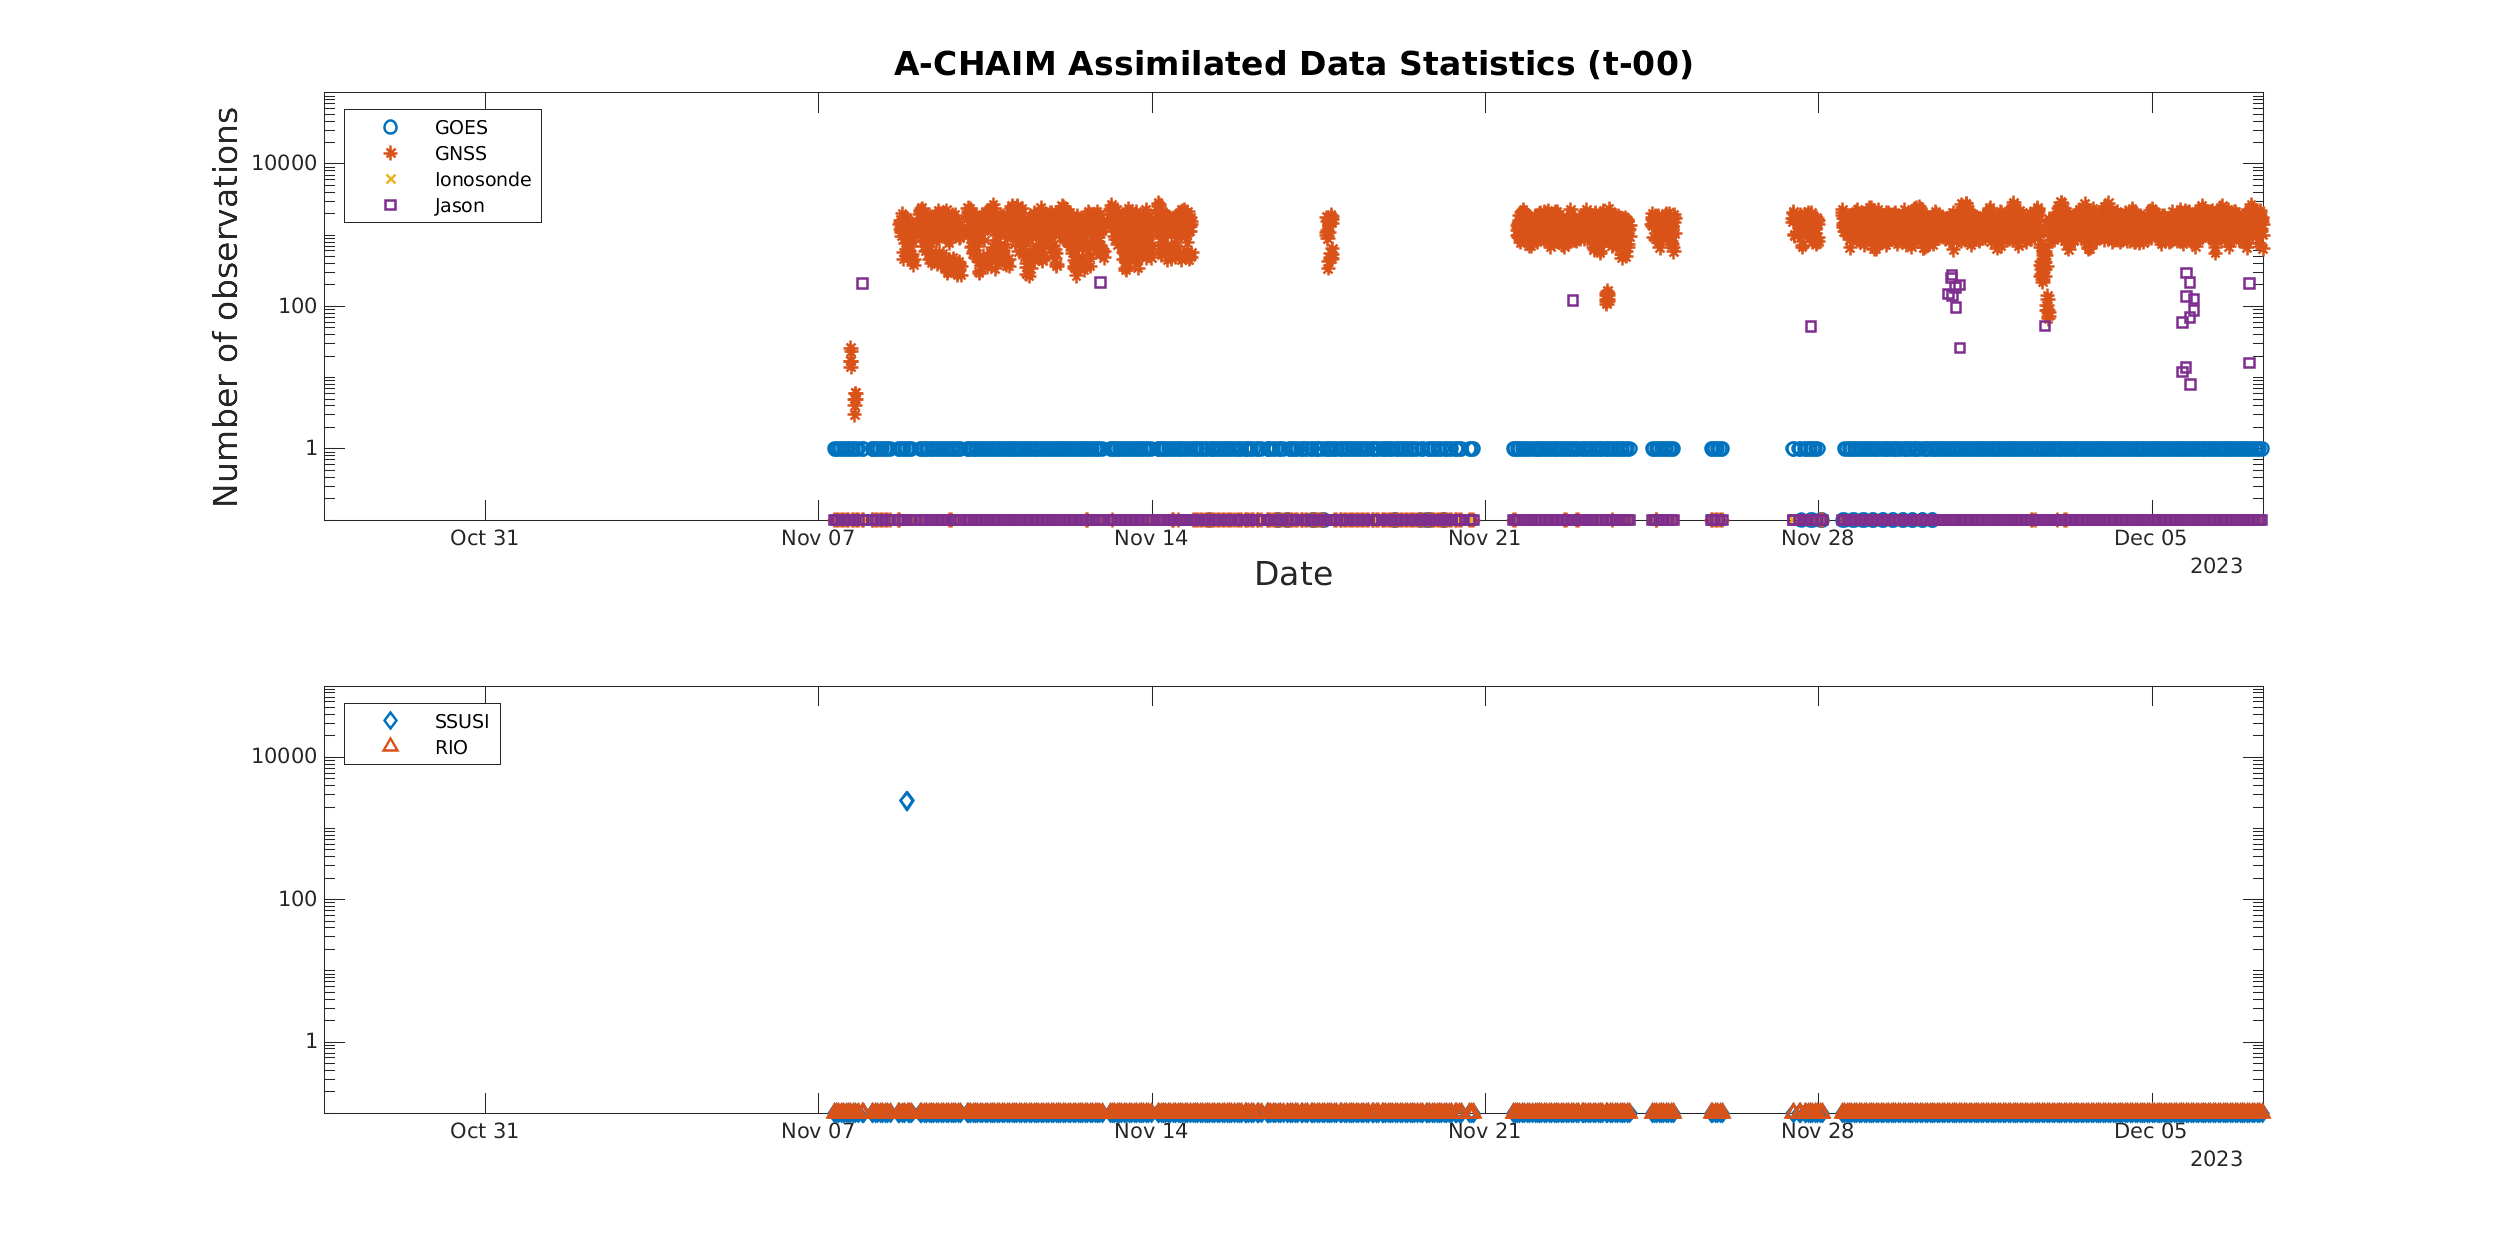 A-CHAIM Assimilated Data Statistics (t-00)
Number of observations
GOES
GNSS
Ionosonde
Jason
10000
100
1
Oct 31 Nov 07 Nov 14 Nov 21 Nov 28 Dec 05
2023
Date
SSUSI
RIO
10000
100
1
Oct 31 Nov 07 Nov 14 Nov 21 Nov 28 Dec 05
2023